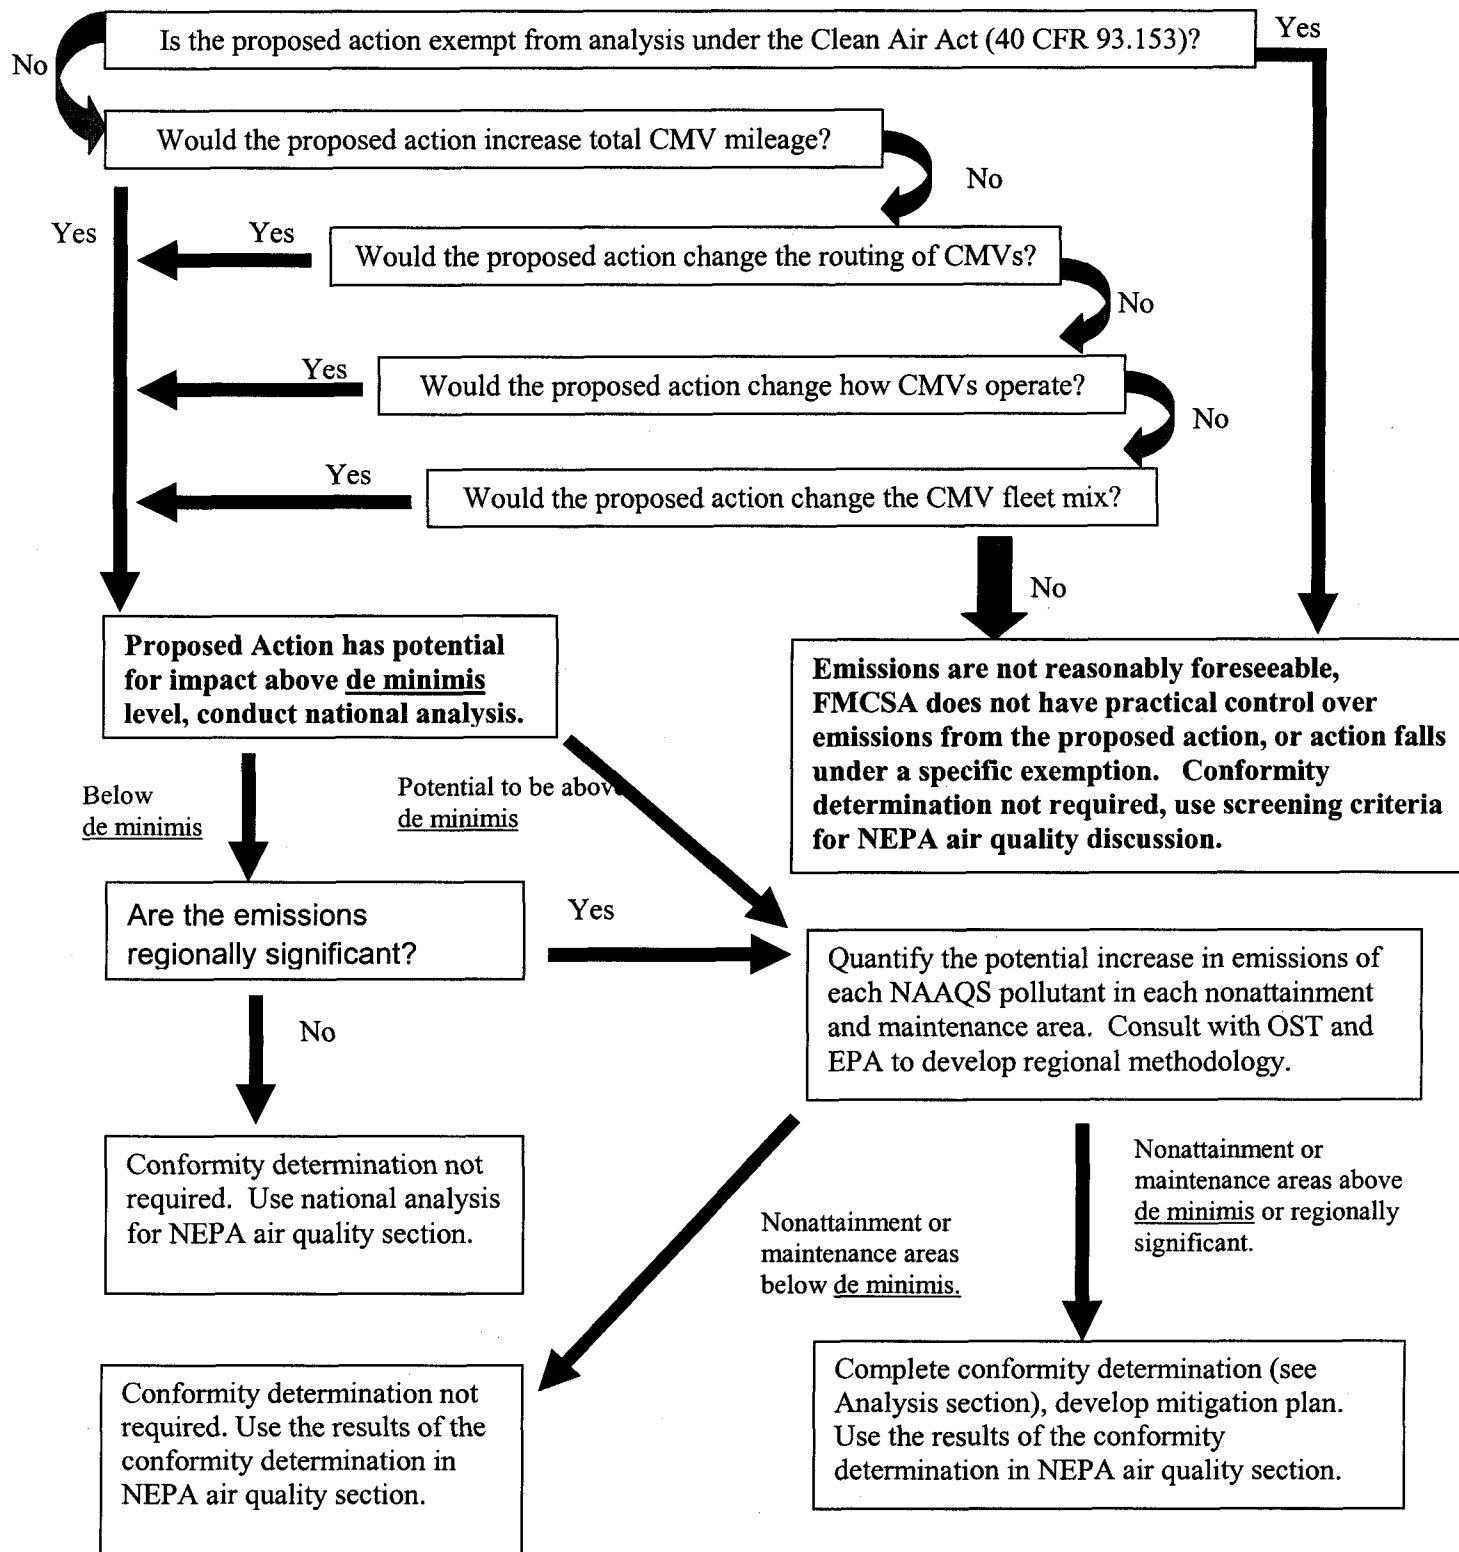 Is the proposed action exempt from analysis under the Clean Air Act (40 CFR 93.153)?
Yes
No
Would the proposed action increase total CMV mileage?
No
Yes
Yes
Would the proposed action change the routing of CMVs?
No
Yes
Would the proposed action change how CMVs operate?
No
Yes
Would the proposed action change the CMV fleet mix?
No
Proposed Action has potential
for impact above de minimis
level, conduct national analysis.
Emissions are not reasonably foreseeable,
FMCSA does not have practical control over
emissions from the proposed action, or action falls
under a specific exemption. Conformity
determination not required, use screening criteria
for NEPA air quality discussion.
Below
de minimis
Potential to be above
de minimis
Are the emissions
regionally significant?
Yes
No
Quantify the potential increase in emissions of
each NAAQS pollutant in each nonattainment
and maintenance area. Consult with OST and
EPA to develop regional methodology.
Conformity determination not
required. Use national analysis
for NEPA air quality section.
Nonattainment or
maintenance areas
below de minimis.
Nonattainment or
maintenance areas above
de minimis or regionally
significant.
Conformity determination not
required. Use the results of the
conformity determination in
NEPA air quality section.
Complete conformity determination (see
Analysis section), develop mitigation plan.
Use the results of the conformity
determination in NEPA air quality section.